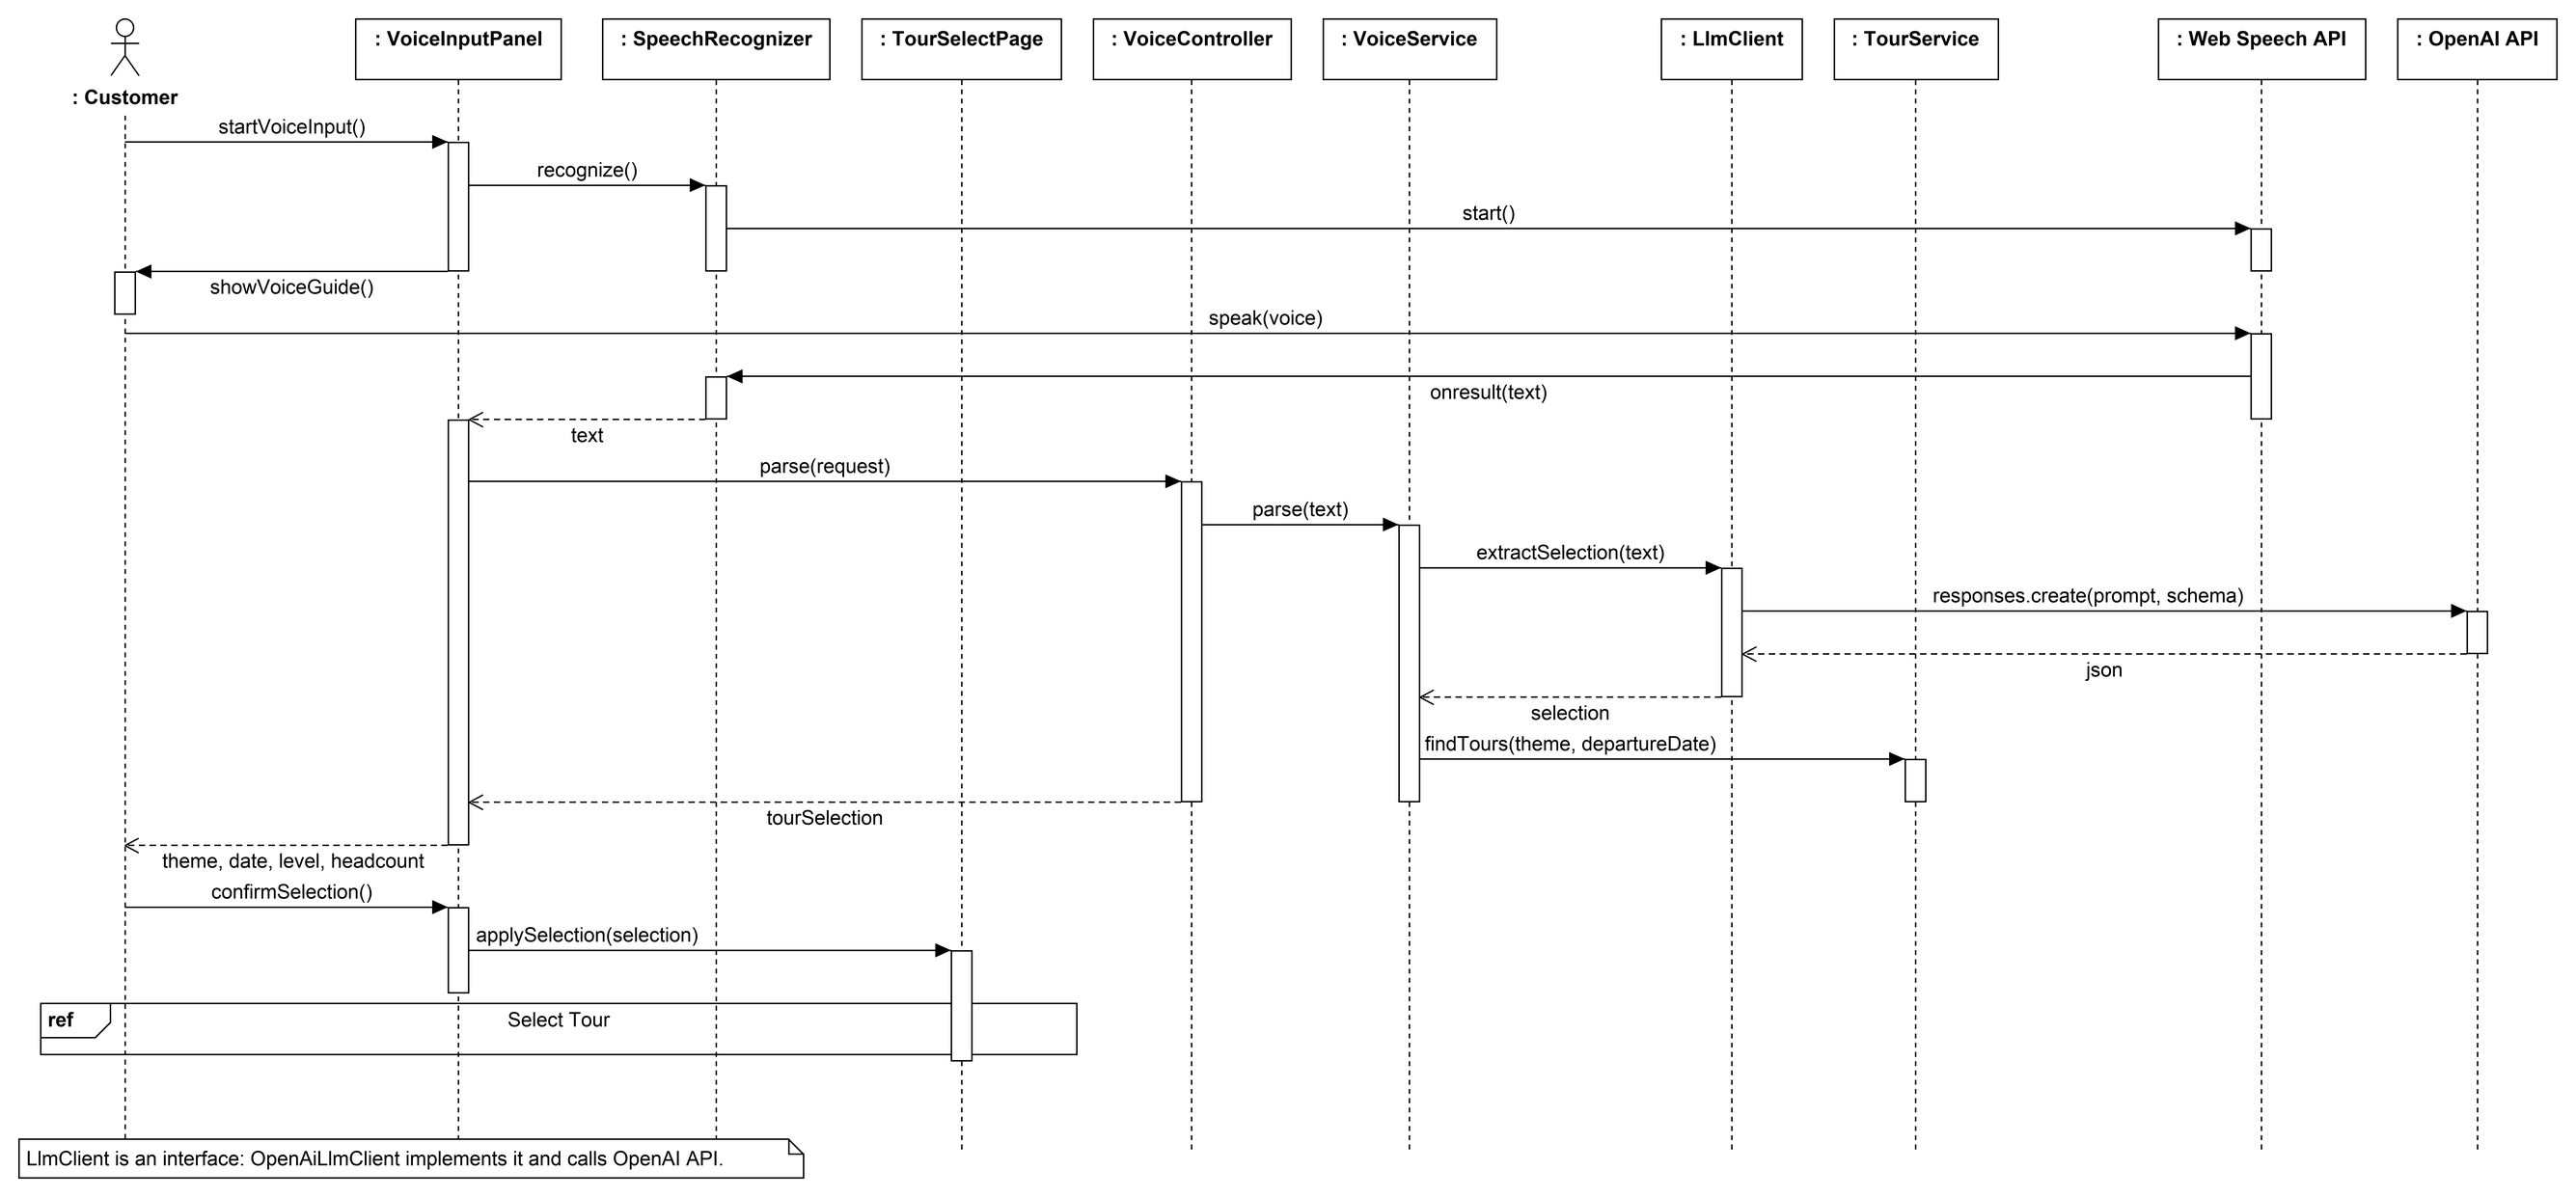 : Customer
: VoiceInputPanel
: SpeechRecognizer
: TourSelectPage
: VoiceController
: VoiceService
: LlmClient
: TourService
: Web Speech API
: OpenAI API
startVoiceInput()
recognize()
start()
showVoiceGuide()
speak(voice)
onresult(text)
text
parse(request)
parse(text)
extractSelection(text)
responses.create(prompt, schema)
json
selection
findTours(theme, departureDate)
tourSelection
theme, date, level, headcount
confirmSelection()
applySelection(selection)
ref
Select Tour
LlmClient is an interface: OpenAiLlmClient implements it and calls OpenAI API.